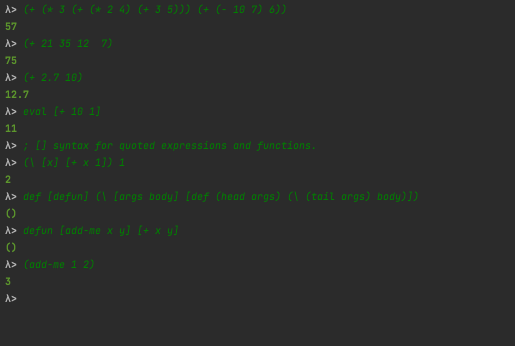 λ> (+ (* 3 (+ (* 2 4) (+ 3 5))) (+ (- 10 7) 6))
57
λ> (+ 21 35 12  7)
75
λ> (+ 2.7 10)
12.7
λ> eval [+ 10 1]
11
λ> ; [] syntax for quoted expressions and functions.
λ> (\ [x] [+ x 1]) 1
2
λ> def [defun] (\ [args body] [def (head args) (\ (tail args) body)])
()
λ> defun [add-me x y] [+ x y]
()
λ> (add-me 1 2)
3
λ>